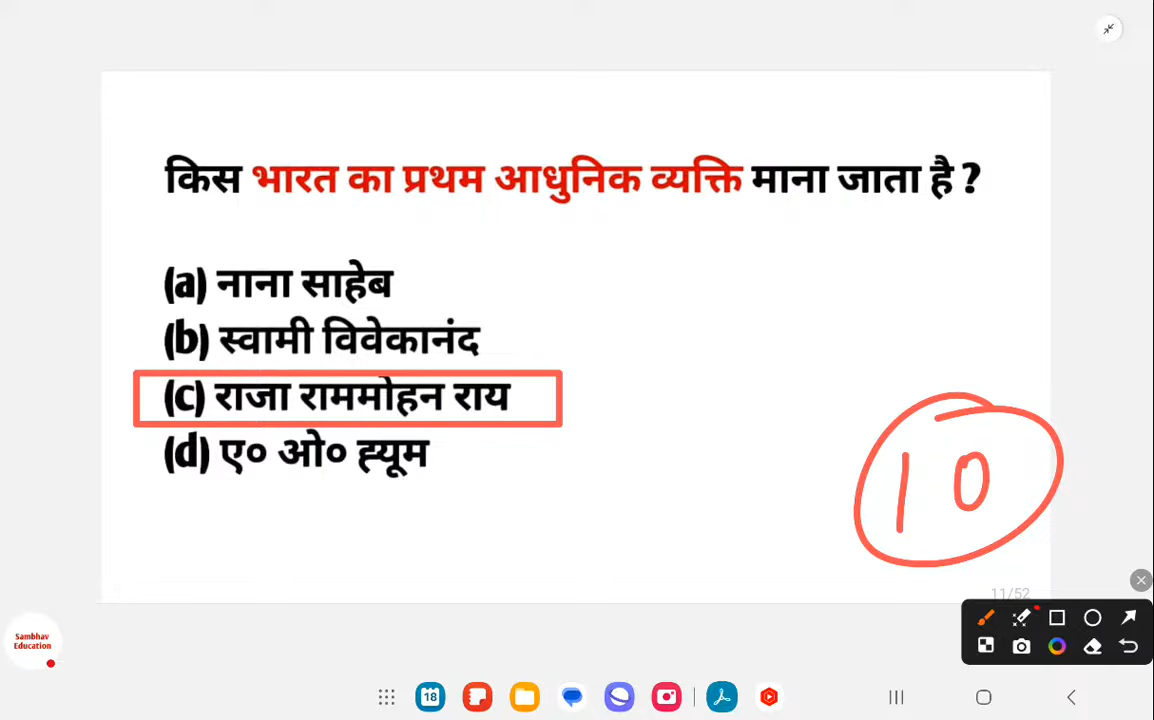 किस भारत का प्रथम आधुनिक व्यक्ति माना जाता है ?
(a) नाना साहेब
(b) स्वामी विवेकानंद
(c) राजा राममोहन राय
(d) ए० ओ० ह्यूम
10
11/52
Sambhav
Education
18